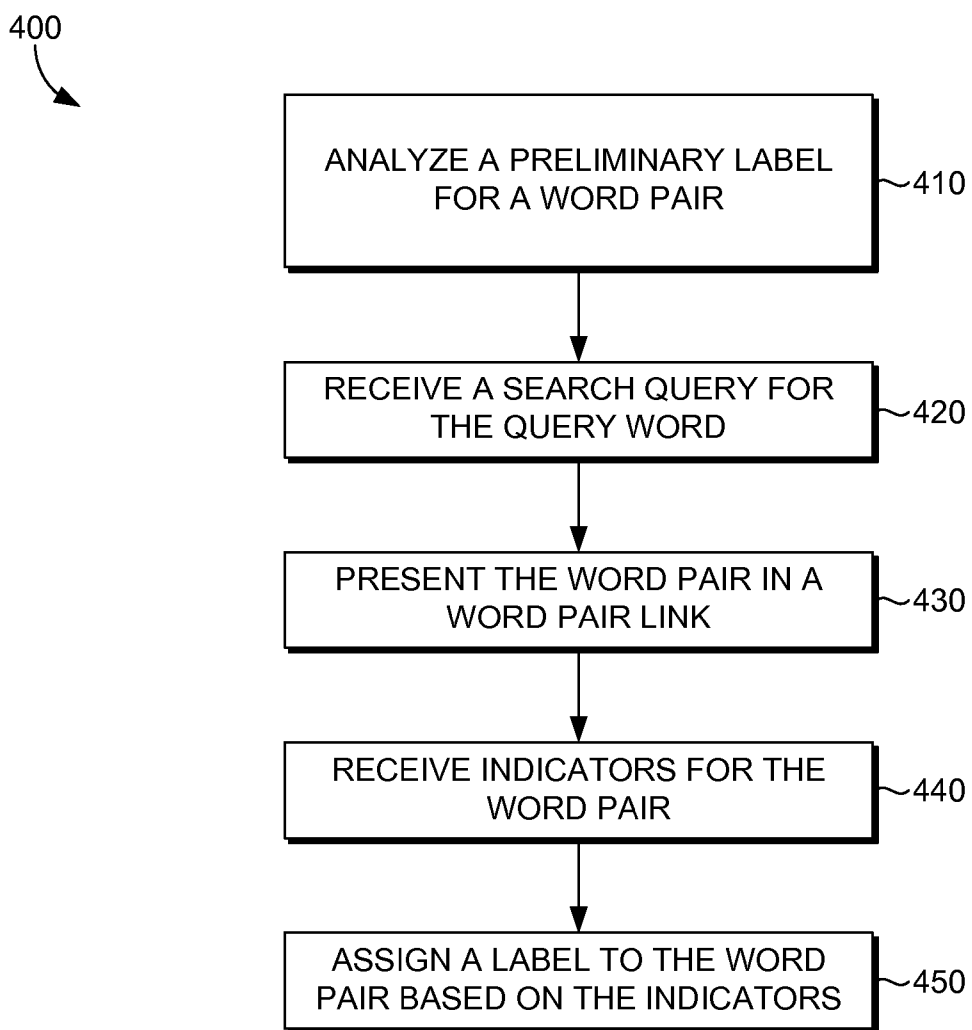 400
ANALYZE A PRELIMINARY LABEL
FOR A WORD PAIR
410
RECEIVE A SEARCH QUERY FOR
THE QUERY WORD
420
PRESENT THE WORD PAIR IN A
WORD PAIR LINK
430
RECEIVE INDICATORS FOR THE
WORD PAIR
440
ASSIGN A LABEL TO THE WORD
PAIR BASED ON THE INDICATORS
450